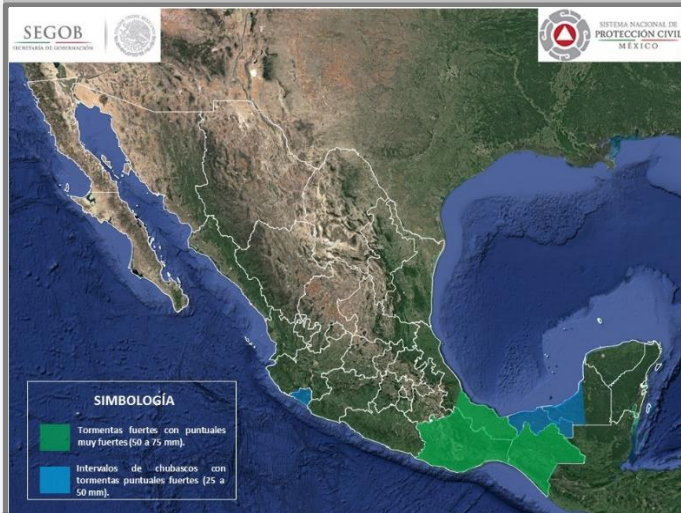 SEGOB
SECRETARÍA DE GOBERNACIÓN
SISTEMA NACIONAL DE
PROTECCIÓN CIVIL
MÉXICO
SIMBOLOGÍA
Tormentas fuertes con puntuales
muy fuertes (50 a 75 mm).
Intervalos de chubascos con
tormentas puntuales fuertes (25 a
50 mm).